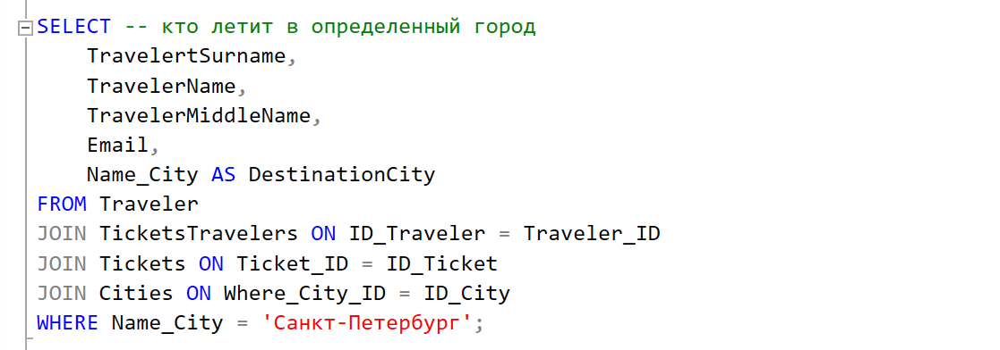 SELECT -- кто летит в определенный город
TravelertSurname,
TravelerName,
TravelerMiddleName,
Email,
Name_City AS DestinationCity
FROM Traveler
JOIN TicketsTravelers ON ID_Traveler = Traveler_ID
JOIN Tickets ON Ticket_ID = ID_Ticket
JOIN Cities ON Where_City_ID = ID_City
WHERE Name_City = 'Санкт-Петербург';